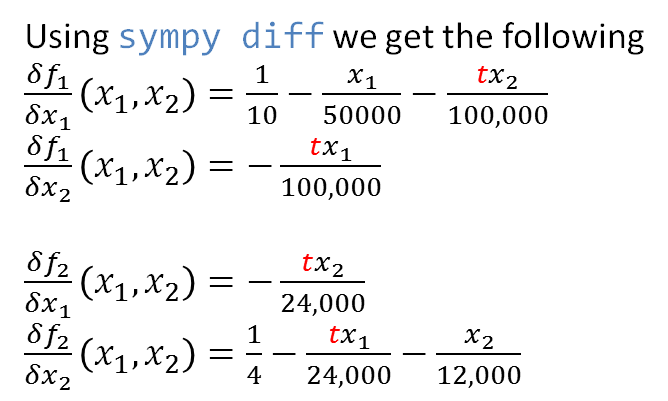 Using sympy diff we get the following
δf₁/δx₁ (x₁, x₂) = 1/10 − x₁/50000 − tx₂/100,000
δf₁/δx₂ (x₁, x₂) = − tx₁/100,000
δf₂/δx₁ (x₁, x₂) = − tx₂/24,000
δf₂/δx₂ (x₁, x₂) = 1/4 − tx₁/24,000 − x₂/12,000